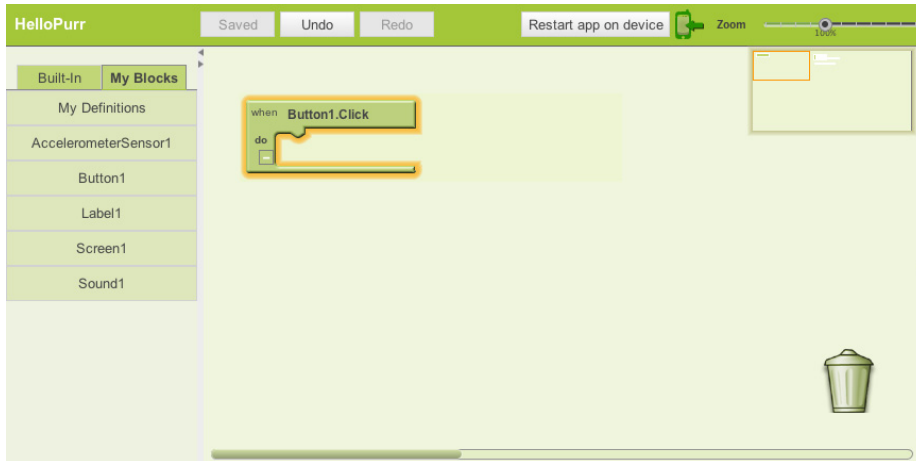 HelloPurr
Saved
Undo
Redo
Restart app on device
Zoom
100%
Built-In
My Blocks
My Definitions
AccelerometerSensor1
Button1
Label1
Screen1
Sound1
when Button1.Click
do